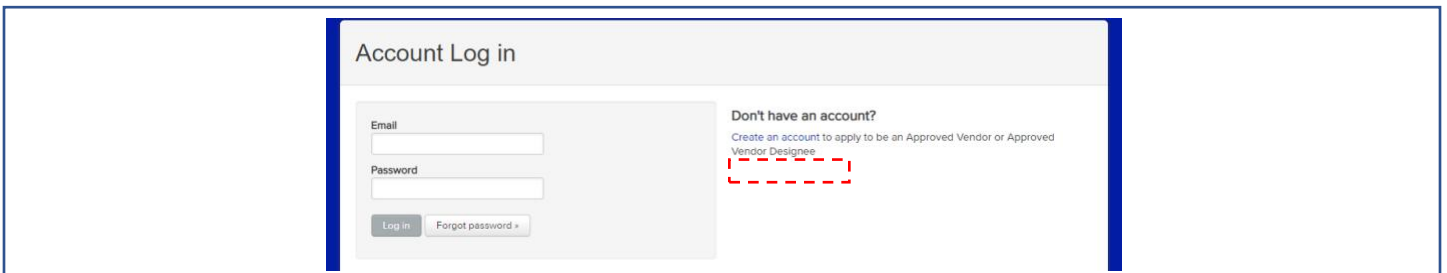 Account Log in
Email
Password
Log in
Forgot password »
Don't have an account?
Create an account to apply to be an Approved Vendor or Approved
Vendor Designee